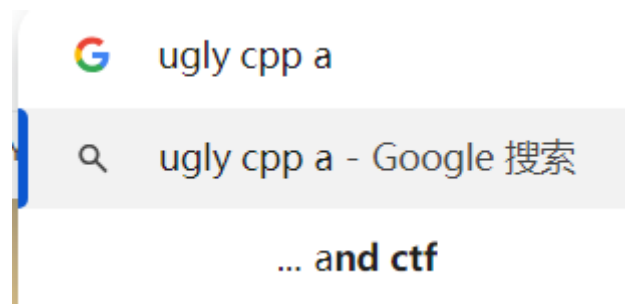 ugly cpp a
ugly cpp a - Google 搜索
... and ctf